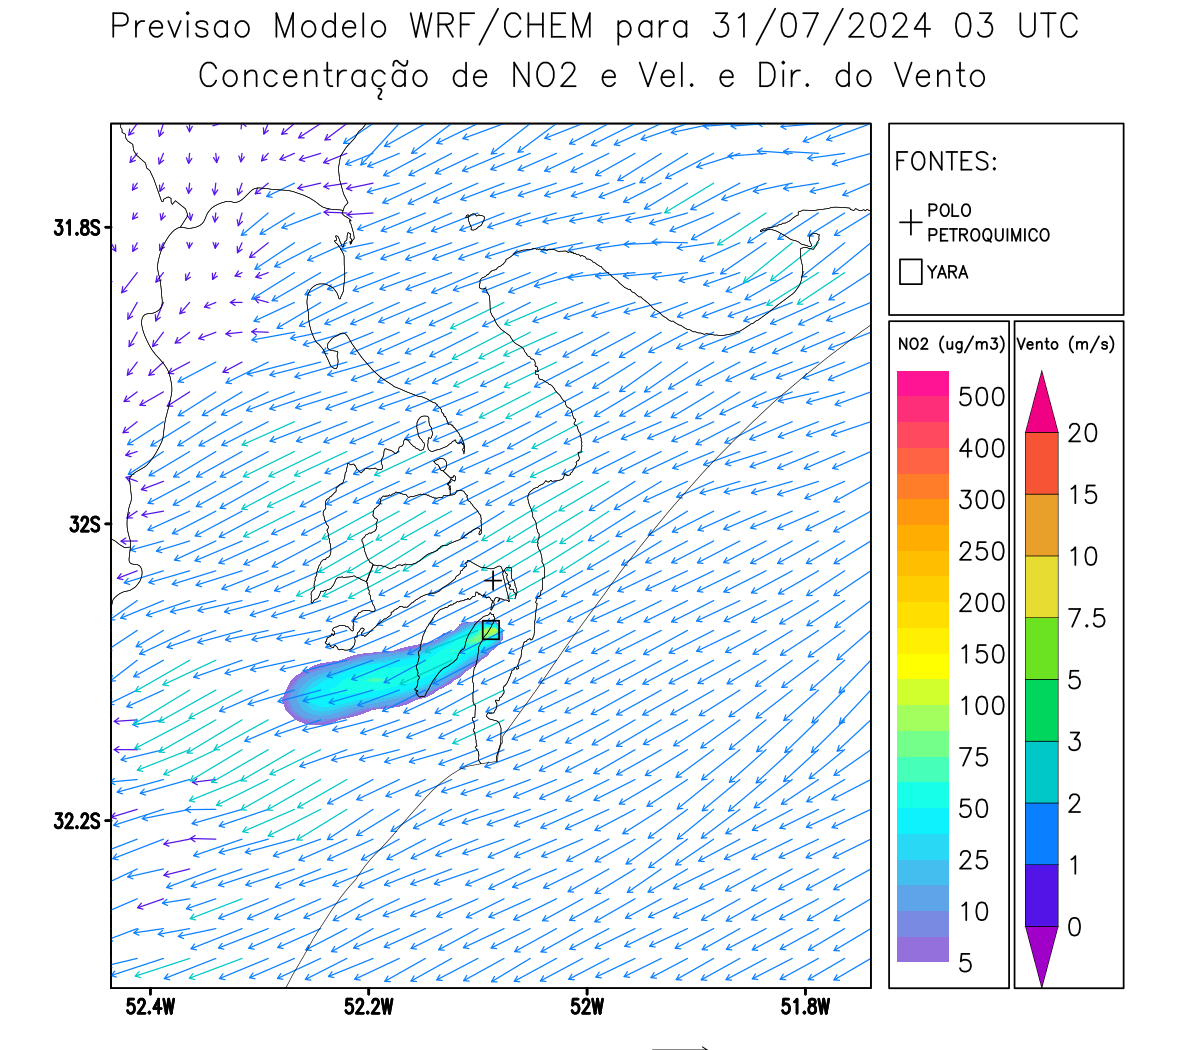 Previsao Modelo WRF/CHEM para 31/07/2024 03 UTC
Concentração de NO2 e Vel. e Dir. do Vento
FONTES:
POLO
PETROQUIMICO
YARA
NO2 (ug/m3)
500
400
300
250
200
150
100
75
50
25
10
5
Vento (m/s)
20
15
10
7.5
5
3
2
1
0
31.8S
32S
32.2S
52.4W
52.2W
52W
51.8W